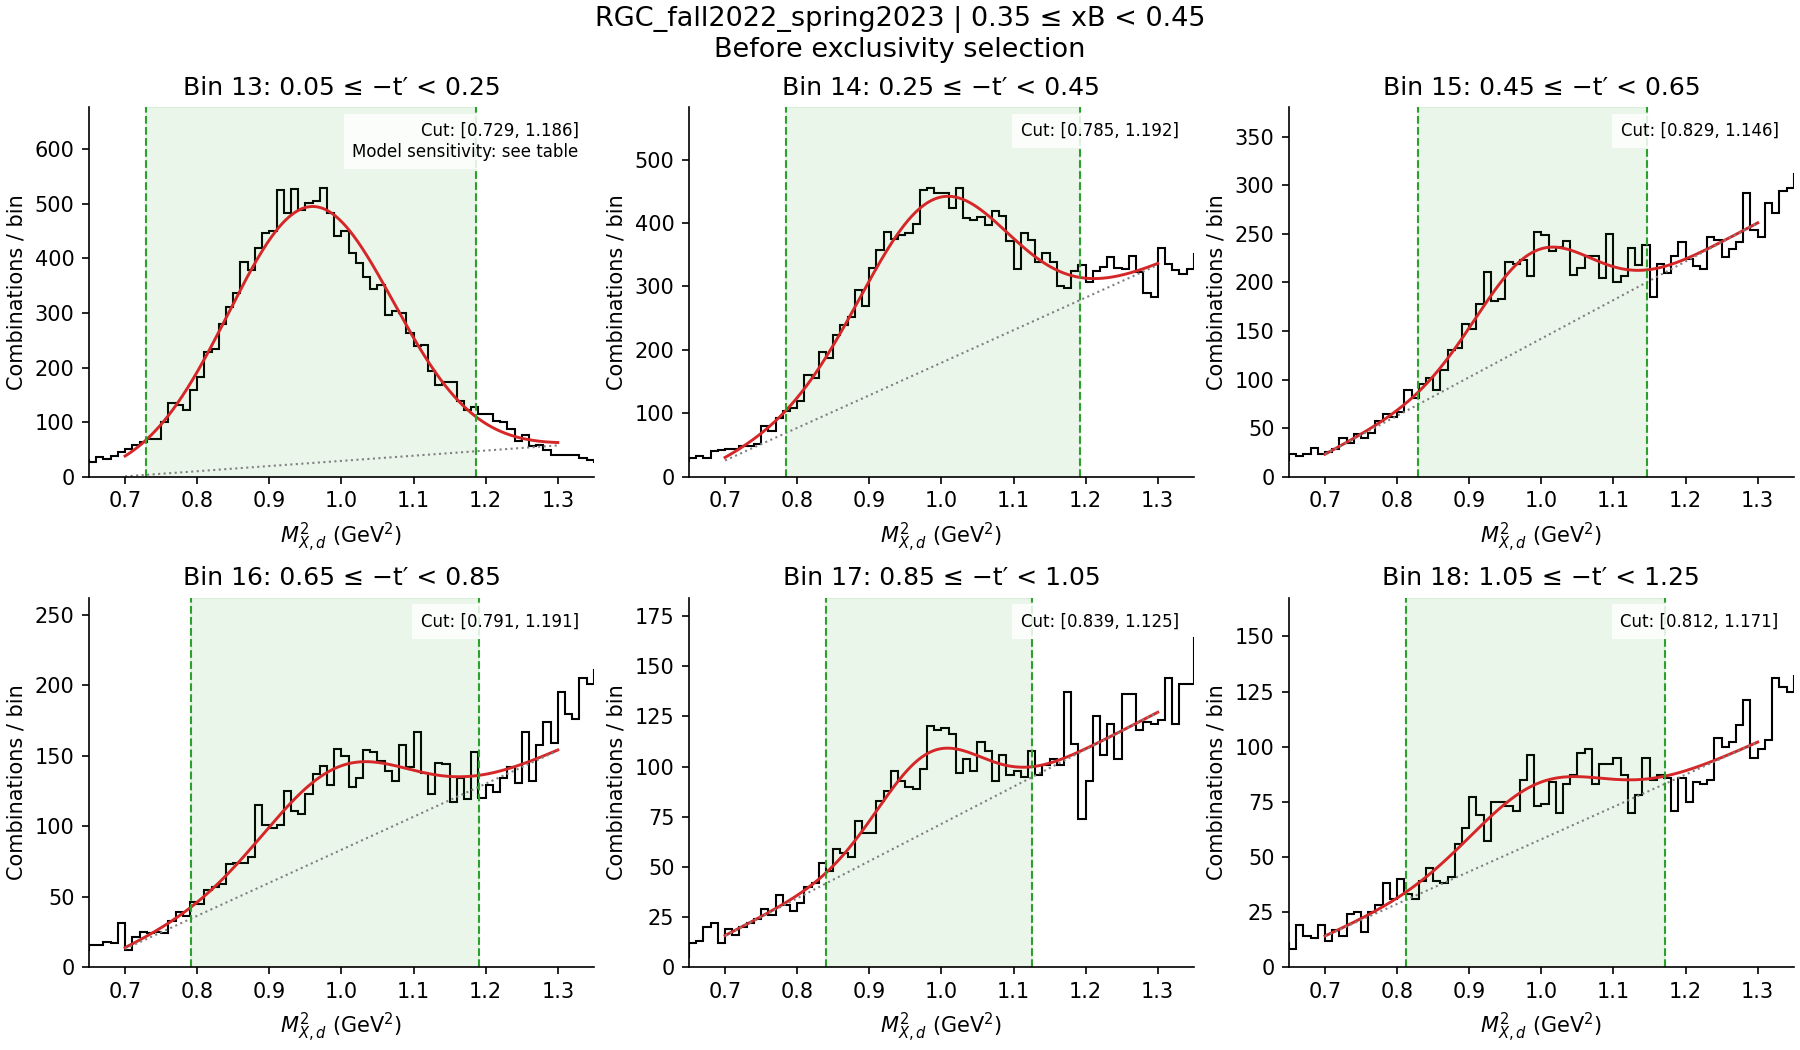 RGC_fall2022_spring2023 | 0.35 ≤ xB < 0.45
Before exclusivity selection
Bin 13: 0.05 ≤ −t′ < 0.25
Cut: [0.729, 1.186]
Model sensitivity: see table
Combinations / bin
600
500
400
300
200
100
0
0.7 0.8 0.9 1.0 1.1 1.2 1.3
M²X,d (GeV²)
Bin 14: 0.25 ≤ −t′ < 0.45
Cut: [0.785, 1.192]
Combinations / bin
500
400
300
200
100
0
0.7 0.8 0.9 1.0 1.1 1.2 1.3
M²X,d (GeV²)
Bin 15: 0.45 ≤ −t′ < 0.65
Cut: [0.829, 1.146]
Combinations / bin
350
300
250
200
150
100
50
0
0.7 0.8 0.9 1.0 1.1 1.2 1.3
M²X,d (GeV²)
Bin 16: 0.65 ≤ −t′ < 0.85
Cut: [0.791, 1.191]
Combinations / bin
250
200
150
100
50
0
0.7 0.8 0.9 1.0 1.1 1.2 1.3
M²X,d (GeV²)
Bin 17: 0.85 ≤ −t′ < 1.05
Cut: [0.839, 1.125]
Combinations / bin
175
150
125
100
75
50
25
0
0.7 0.8 0.9 1.0 1.1 1.2 1.3
M²X,d (GeV²)
Bin 18: 1.05 ≤ −t′ < 1.25
Cut: [0.812, 1.171]
Combinations / bin
150
125
100
75
50
25
0
0.7 0.8 0.9 1.0 1.1 1.2 1.3
M²X,d (GeV²)